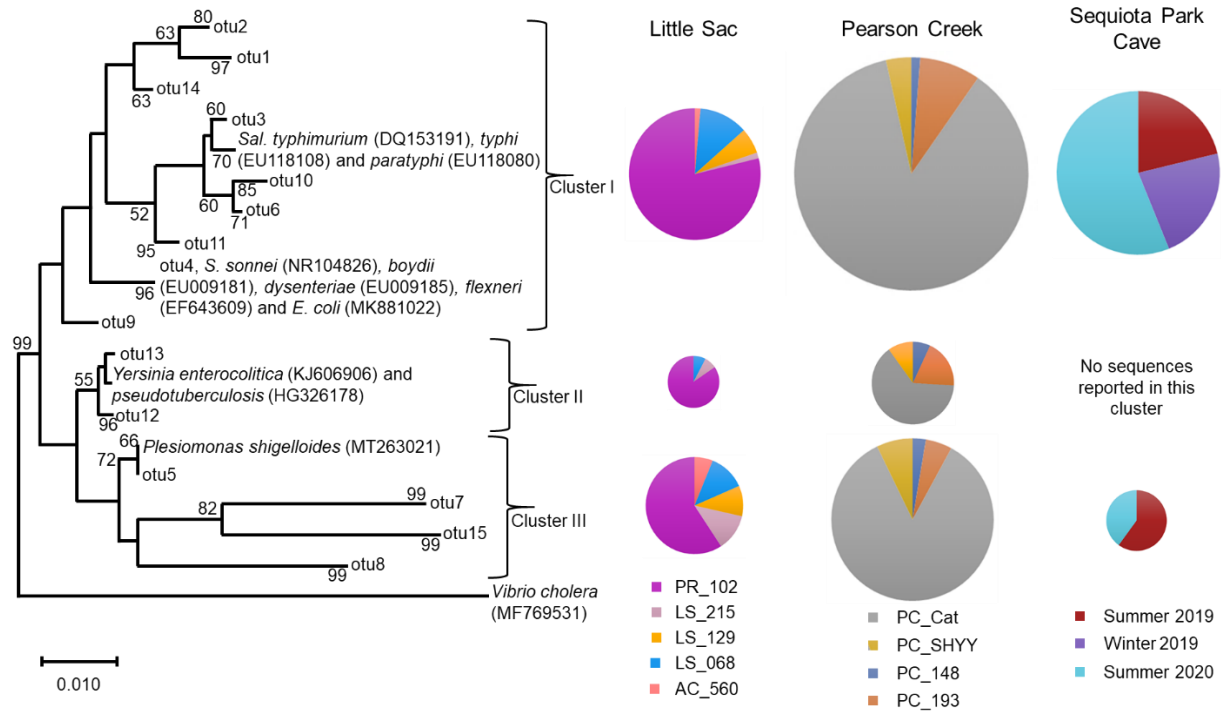 Little Sac
Pearson Creek
Sequiota Park
Cave
80
otu2
63
otu1
97
otu14
63
60
otu3
Sal. typhimurium (DQ153191), typhi
70 (EU118108) and paratyphi (EU118080)
otu10
85
60
otu6
71
52
otu11
95
otu4, S. sonnei (NR104826), boydii
(EU009181), dysenteriae (EU009185), flexneri
96
(EF643609) and E. coli (MK881022)
otu9
Cluster I
99
otu13
55
Yersinia enterocolitica (KJ606906) and
pseudotuberculosis (HG326178)
otu12
96
Cluster II
No sequences
reported in this
cluster
66
Plesiomonas shigelloides (MT263021)
72
otu5
99
otu7
82
otu15
99
otu8
99
Cluster III
Vibrio cholera
(MF769531)
0.010
PR_102
LS_215
LS_129
LS_068
AC_560
PC_Cat
PC_SHYY
PC_148
PC_193
Summer 2019
Winter 2019
Summer 2020